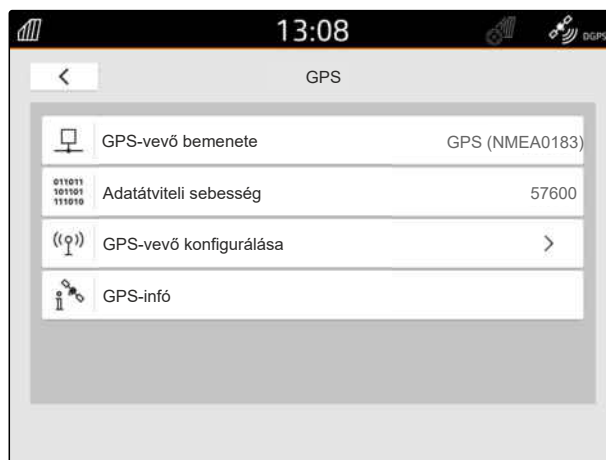 13:08
DGPS
GPS
GPS-vevő bemenete GPS (NMEA0183)
011011
101101
111010
Adatátviteli sebesség 57600
GPS-vevő konfigurálása
GPS-infó